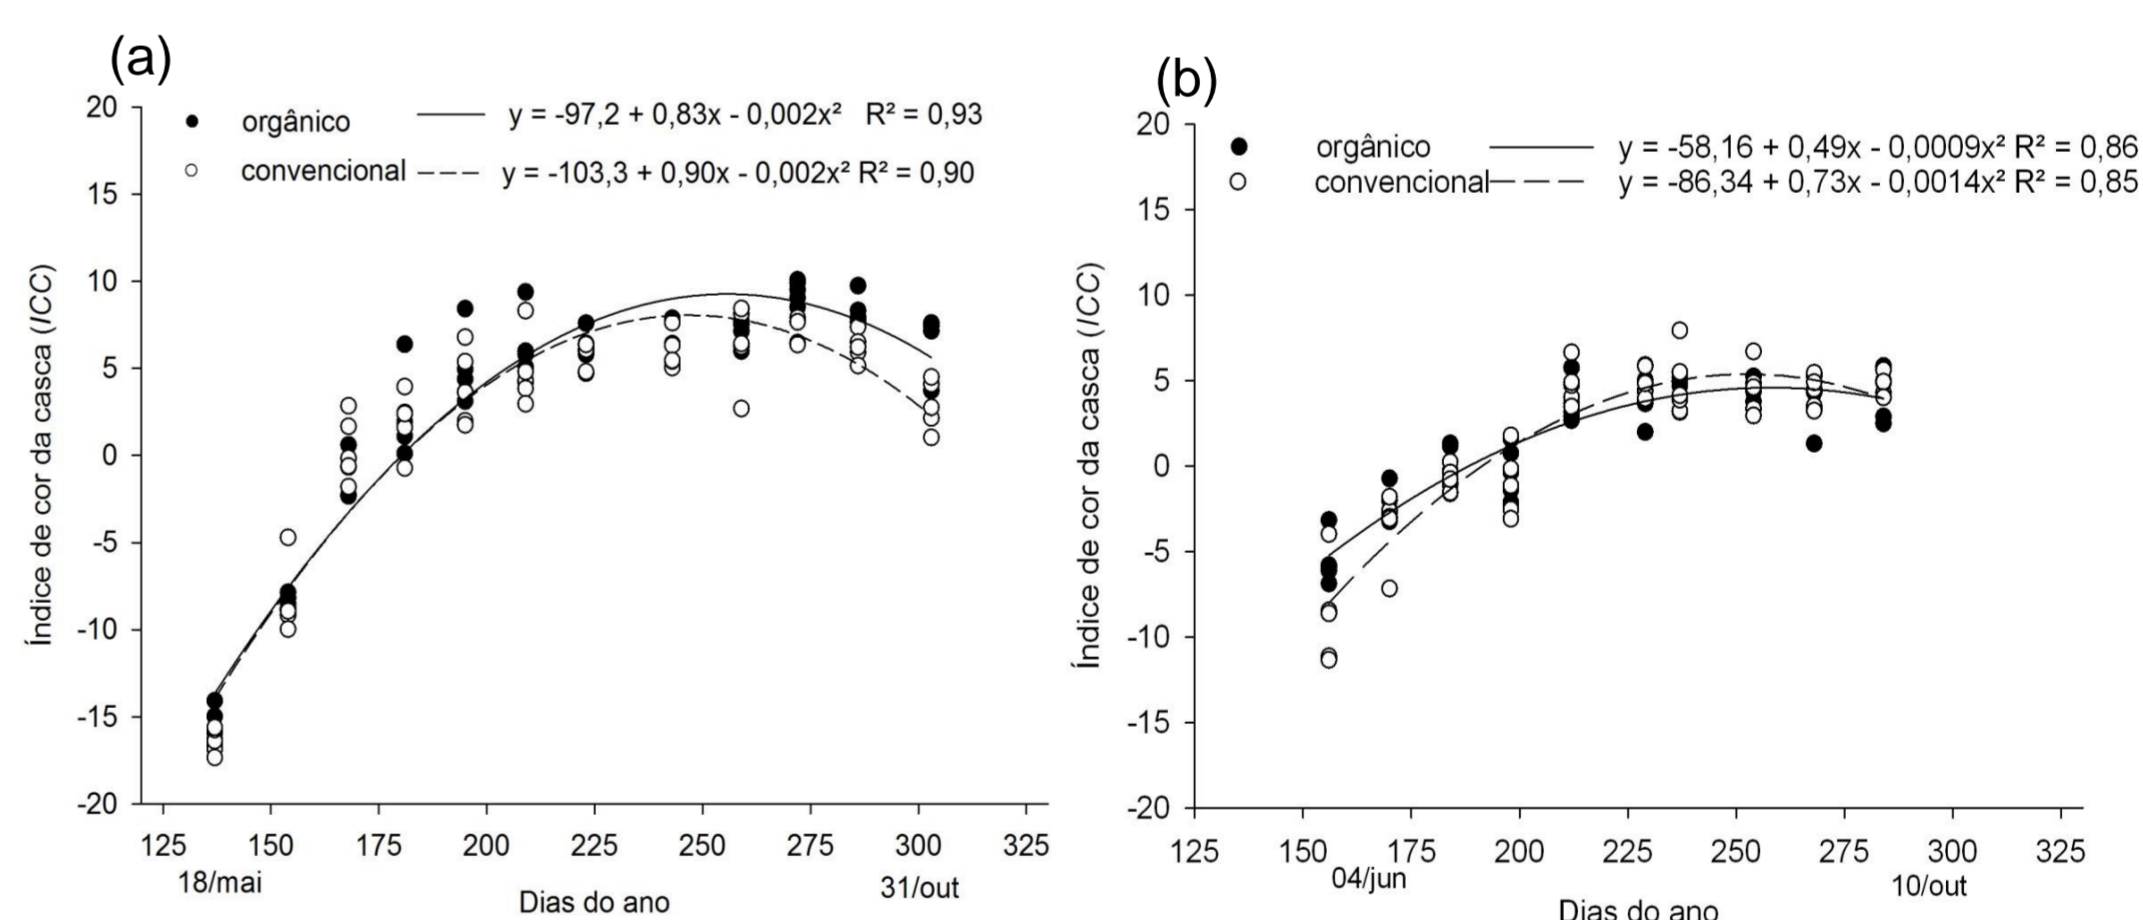 (a)
20
orgânico y = -97,2 + 0,83x - 0,002x² R² = 0,93
convencional y = -103,3 + 0,90x - 0,002x² R² = 0,90
15
10
5
0
-5
-10
-15
-20
Índice de cor da casca (ICC)
125 150 175 200 225 250 275 300 325
18/mai 31/out
Dias do ano
(b)
20
orgânico y = -58,16 + 0,49x - 0,0009x² R² = 0,86
convencional y = -86,34 + 0,73x - 0,0014x² R² = 0,85
15
10
5
0
-5
-10
-15
-20
Índice de cor da casca (ICC)
125 150 175 200 225 250 275 300 325
04/jun 10/out
Dias do ano